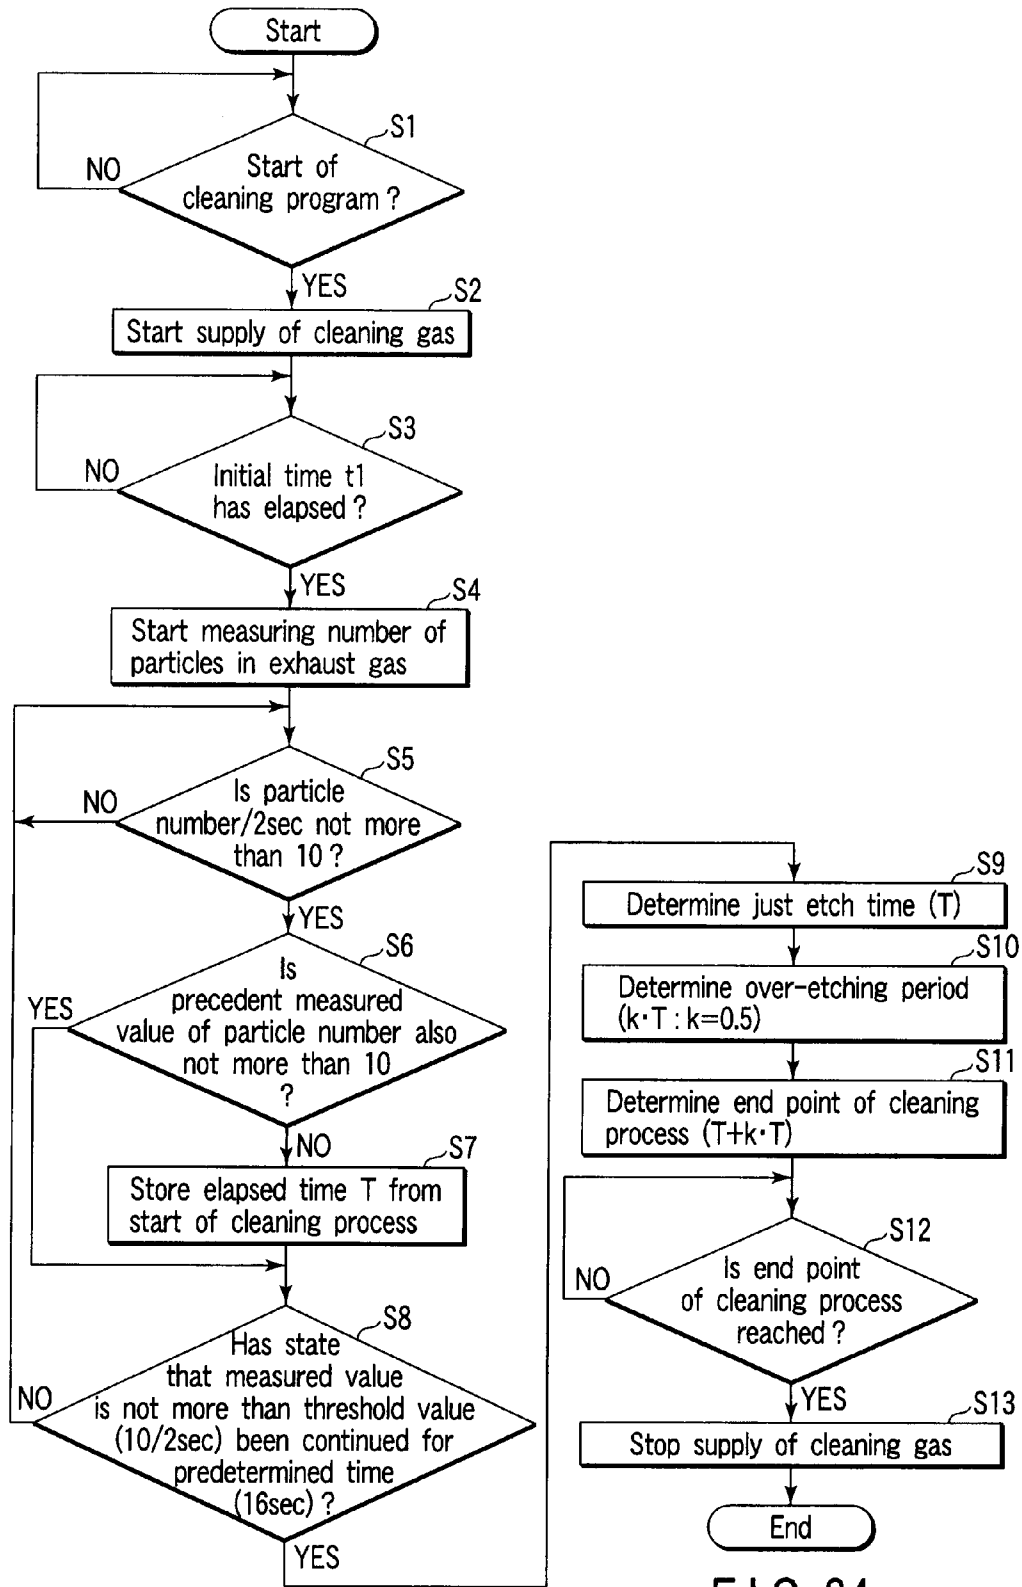 Start
S1
Start of
cleaning program ?
NO
YES
S2
Start supply of cleaning gas
S3
Initial time t1
has elapsed ?
NO
YES
S4
Start measuring number of
particles in exhaust gas
S5
Is particle
number/2sec not more
than 10 ?
NO
YES
S6
Is
precedent measured
value of particle number also
not more than 10
?
YES
NO
S7
Store elapsed time T from
start of cleaning process
S8
Has state
that measured value
is not more than threshold value
(10/2sec) been continued for
predetermined time
(16sec) ?
NO
YES
S9
Determine just etch time (T)
S10
Determine over-etching period
(k·T : k=0.5)
S11
Determine end point of cleaning
process (T+k·T)
S12
Is end point
of cleaning process
reached ?
NO
YES
S13
Stop supply of cleaning gas
End